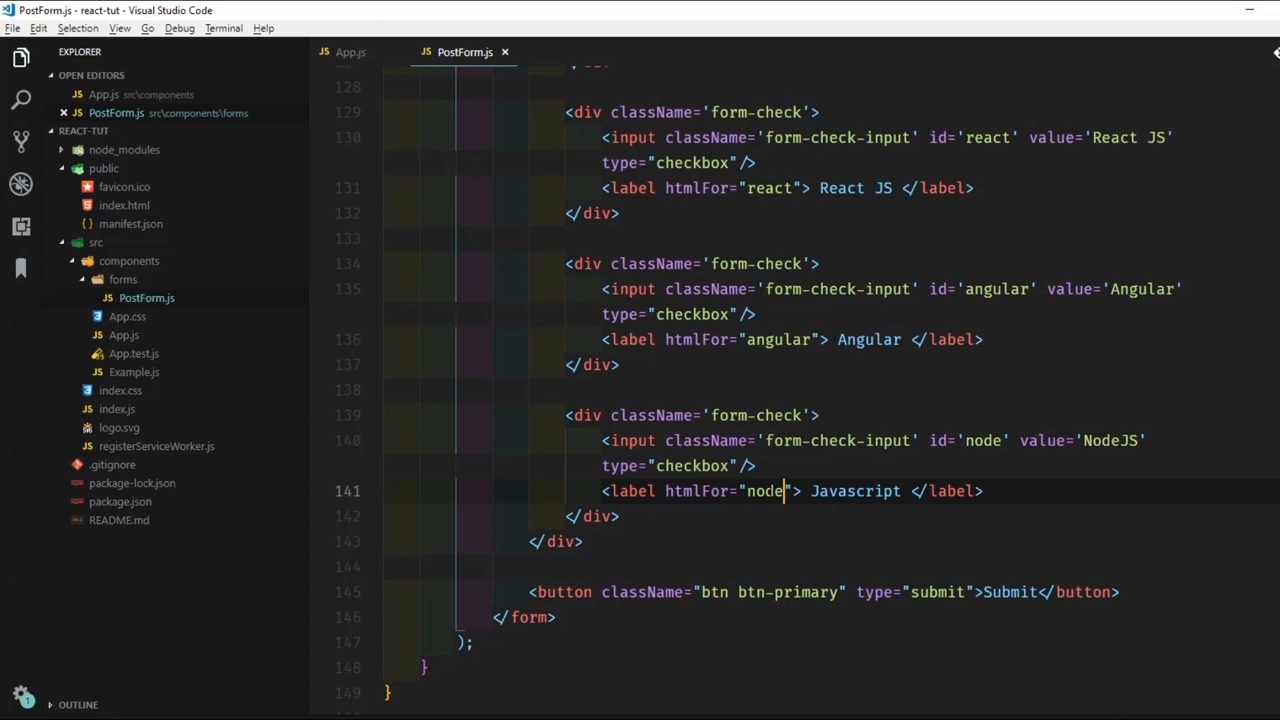 PostForm.js - react-tut - Visual Studio Code
File Edit Selection View Go Debug Terminal Help
EXPLORER
OPEN EDITORS
JS App.js src\components
PostForm.js src\components\forms
REACT-TUT
node_modules
public
favicon.ico
index.html
{} manifest.json
src
components
forms
JS PostForm.js
App.css
JS App.js
App.test.js
JS Example.js
index.css
JS index.js
logo.svg
JS registerServiceWorker.js
.gitignore
package-lock.json
package.json
README.md
OUTLINE
1
JS App.js
JS PostForm.js ×
128
129 <div className='form-check'>
130 <input className='form-check-input' id='react' value='React JS'
type="checkbox"/>
131 <label htmlFor="react"> React JS </label>
132 </div>
133
134 <div className='form-check'>
135 <input className='form-check-input' id='angular' value='Angular'
type="checkbox"/>
136 <label htmlFor="angular"> Angular </label>
137 </div>
138
139 <div className='form-check'>
140 <input className='form-check-input' id='node' value='NodeJS'
type="checkbox"/>
141 <label htmlFor="node"> Javascript </label>
142 </div>
143 </div>
144
145 <button className="btn btn-primary" type="submit">Submit</button>
146 </form>
147 );
148 }
149 }